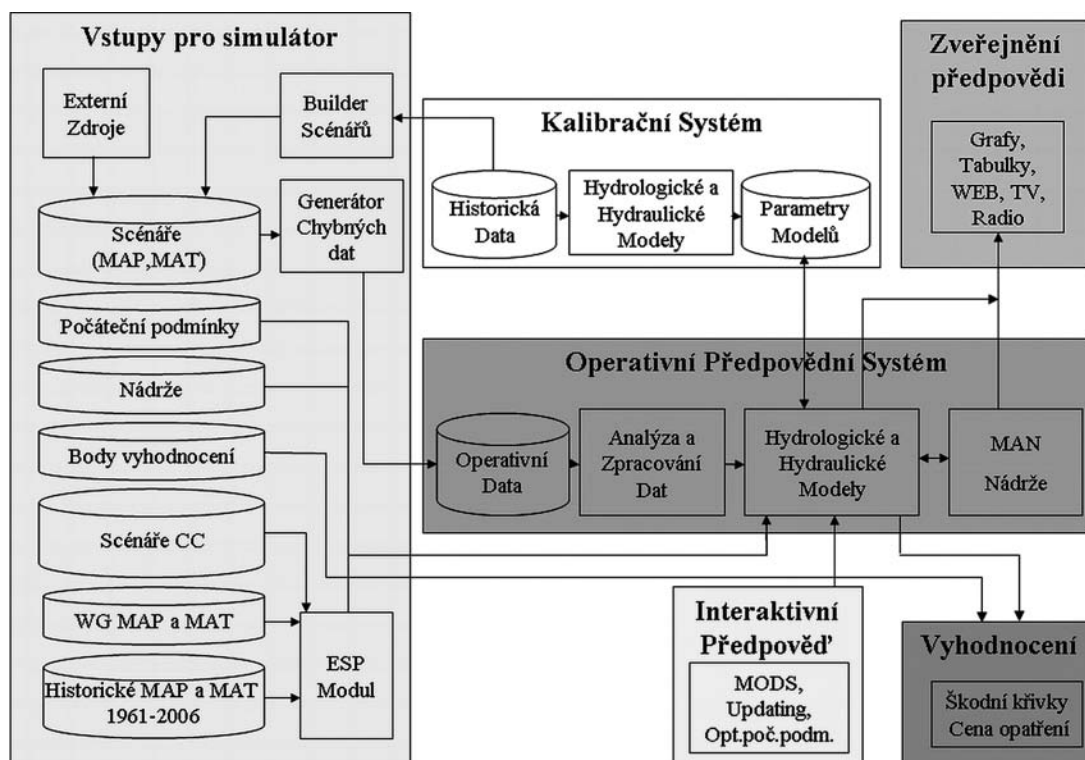 Vstupy pro simulátor
Externí
Zdroje
Builder
Scénářů
Scénáře
(MAP,MAT)
Generátor
Chybných
dat
Počáteční podmínky
Nádrže
Body vyhodnocení
Scénáře CC
WG MAP a MAT
Historické MAP a MAT
1961-2006
ESP
Modul
Kalibrační Systém
Historická
Data
Hydrologické a
Hydraulické
Modely
Parametry
Modelů
Zveřejnění
předpovědi
Grafy,
Tabulky,
WEB, TV,
Radio
Operativní Předpovědní Systém
Operativní
Data
Analýza a
Zpracování
Dat
Hydrologické a
Hydraulické
Modely
MAN
Nádrže
Interaktivní
Předpověď
MODS,
Updating,
Opt.poč.podm.
Vyhodnocení
Škodní křivky
Cena opatření